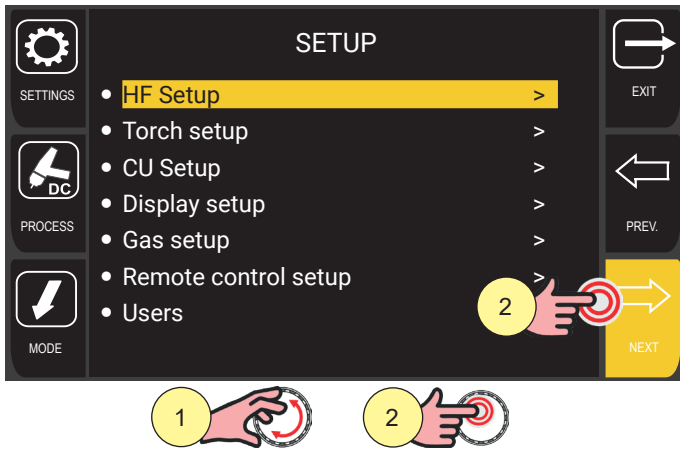 SETUP
SETTINGS
EXIT
HF Setup >
Torch setup >
CU Setup >
DC
Display setup >
PROCESS
PREV.
Gas setup >
Remote control setup >
Users
2
MODE
NEXT
1
2